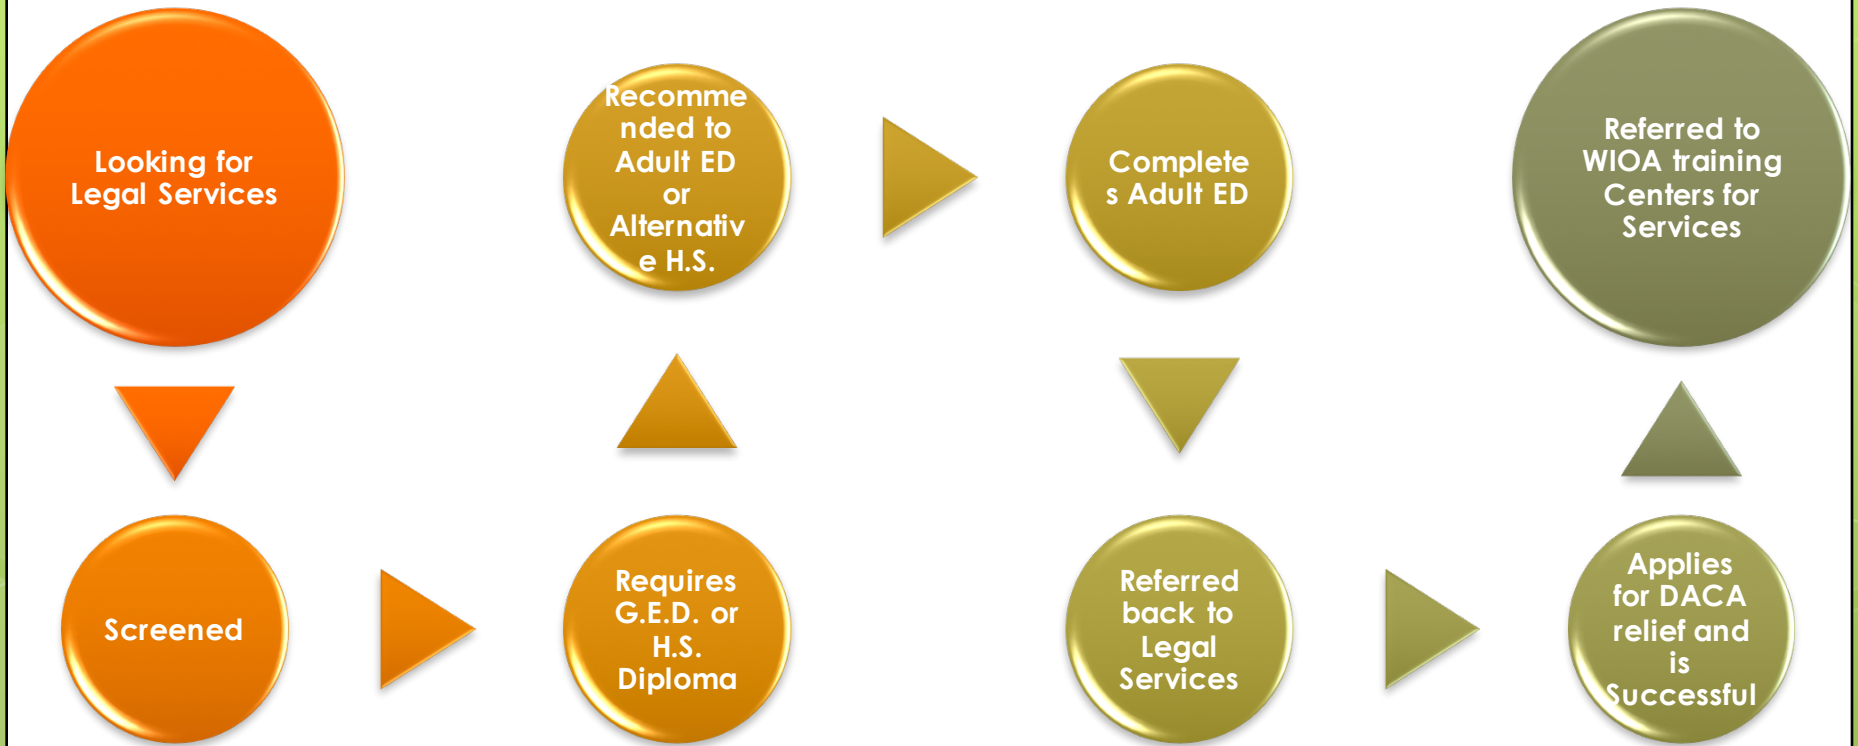 Looking for
Legal Services
Screened
Requires
G.E.D. or
H.S.
Diploma
Recomme
nded to
Adult ED
or
Alternativ
e H.S.
Complete
s Adult ED
Referred
back to
Legal
Services
Applies
for DACA
relief and
is
Successful
Referred to
WIOA training
Centers for
Services